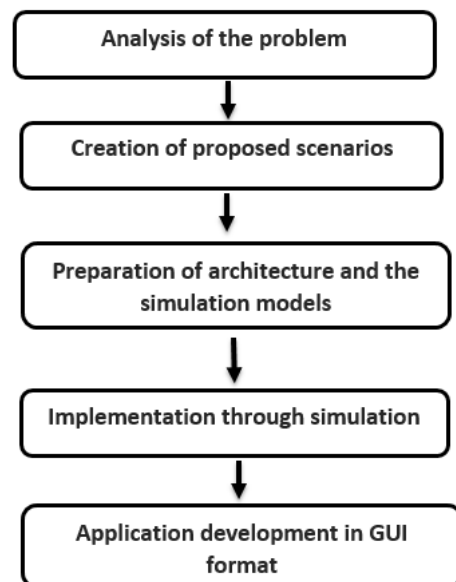 Analysis of the problem
Creation of proposed scenarios
Preparation of architecture and the
simulation models
Implementation through simulation
Application development in GUI
format